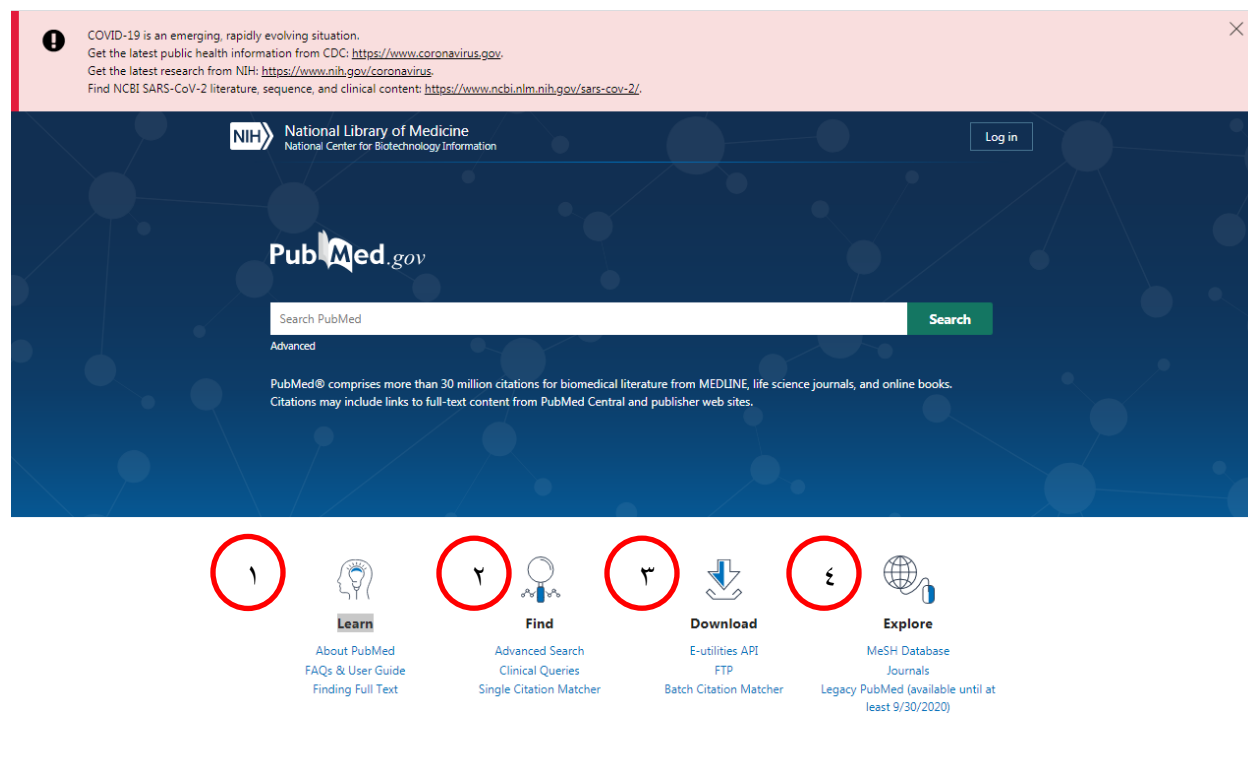 COVID-19 is an emerging, rapidly evolving situation.
Get the latest public health information from CDC: https://www.coronavirus.gov.
Get the latest research from NIH: https://www.nih.gov/coronavirus.
Find NCBI SARS-CoV-2 literature, sequence, and clinical content: https://www.ncbi.nlm.nih.gov/sars-cov-2/.
NIH
National Library of Medicine
National Center for Biotechnology Information
Log in
PubMed.gov
Search PubMed
Search
Advanced
PubMed® comprises more than 30 million citations for biomedical literature from MEDLINE, life science journals, and online books.
Citations may include links to full-text content from PubMed Central and publisher web sites.
١
Learn
About PubMed
FAQs & User Guide
Finding Full Text
٢
Find
Advanced Search
Clinical Queries
Single Citation Matcher
٣
Download
E-utilities API
FTP
Batch Citation Matcher
٤
Explore
MeSH Database
Journals
Legacy PubMed (available until at
least 9/30/2020)